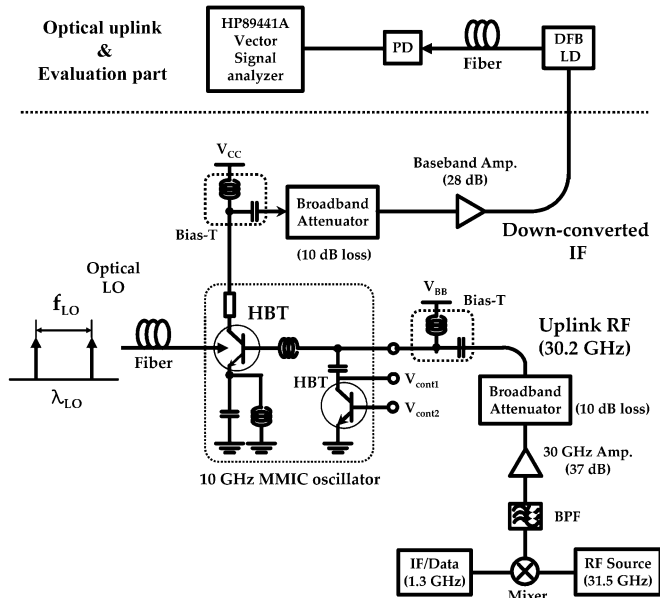 Optical uplink
&
Evaluation part
HP89441A
Vector
Signal
analyzer
PD
Fiber
DFB
LD
V_CC
Bias-T
Broadband
Attenuator
(10 dB loss)
Baseband Amp.
(28 dB)
Down-converted
IF
Optical
LO
f_LO
λ_LO
Fiber
HBT
HBT
V_cont1
V_cont2
10 GHz MMIC oscillator
V_BB
Bias-T
Uplink RF
(30.2 GHz)
Broadband
Attenuator
(10 dB loss)
30 GHz Amp.
(37 dB)
BPF
IF/Data
(1.3 GHz)
Mixer
RF Source
(31.5 GHz)